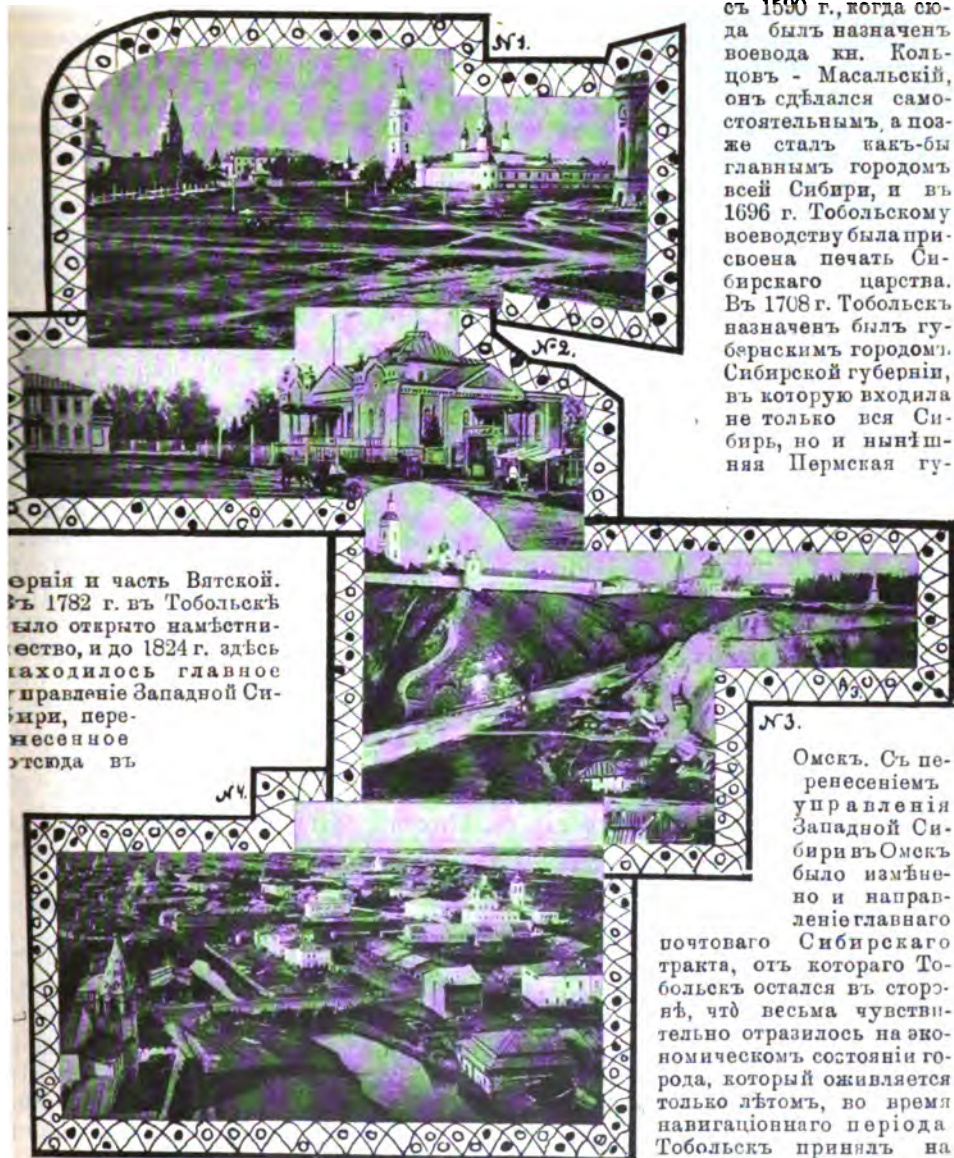 съ 1590 г., когда сю-
да былъ назначенъ
воевода кн. Коль-
цовъ - Масальскій,
онъ сдѣлался само-
стоятельнымъ, а поз-
же сталъ какъ-бы
главнымъ городомъ
всей Сибири, и въ
1696 г. Тобольскому
воеводству была при-
своена печать Си-
бирскаго царства.
Въ 1708 г. Тобольскъ
назначенъ былъ гу-
бернскимъ городомъ
Сибирской губерніи,
въ которую входила
не только вся Си-
бирь, но и нынѣш-
няя Пермская гу-
№1.
№2.
ернія и часть Вятской.
Въ 1782 г. въ Тобольскѣ
ыло открыто намѣстни-
ество, и до 1824 г. здѣсь
находилось главное
управленіе Западной Си-
бири, пере-
несенное
отсюда въ
№3.
№4.
Омскъ. Съ пе-
ренесеніемъ
управленія
Западной Си-
бири въ Омскъ
было измѣне-
но и направ-
леніе главнаго
почтоваго Сибирскаго
тракта, отъ котораго То-
больскъ остался въ сторо-
нѣ, что̀ весьма чувстви-
тельно отразилось на эко-
номическомъ состояніи го-
рода, который оживляется
только лѣтомъ, во время
навигаціоннаго періода
Тобольскъ принялъ на